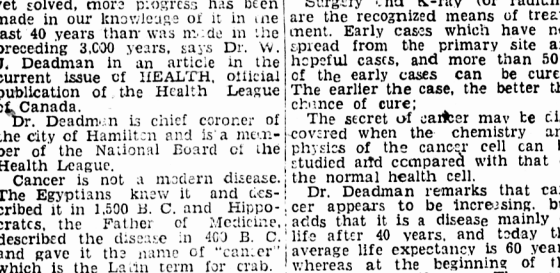 yet solved, more progress has been
made in our knowledge of it in the
last 40 years than was made in the
preceding 3,000 years, says Dr. W.
J. Deadman in an article in the
current issue of HEALTH, official
publication of the Health League
of Canada.
Dr. Deadman is chief coroner of
the city of Hamilton and is a mem-
ber of the National Board of the
Health League.
Cancer is not a modern disease.
The Egyptians knew it and des-
cribed it in 1,500 B. C. and Hippo-
crates, the Father of Medicine,
described the disease in 460 B. C.
and gave it the name of "cancer"
which is the Latin term for crab.
Surgery and X-ray (or radium
are the recognized means of treat
ment. Early cases which have n
spread from the primary site a
hopeful cases, and more than 50
of the early cases can be cure
The earlier the case, the better th
chance of cure;
The secret of cancer may be di
covered when the chemistry an
physics of the cancer cell can b
studied and compared with that
the normal health cell.
Dr. Deadman remarks that ca
cer appears to be increasing, bu
adds that it is a disease mainly
life after 40 years, and today th
average life expectancy is 60 year
whereas at the beginning of